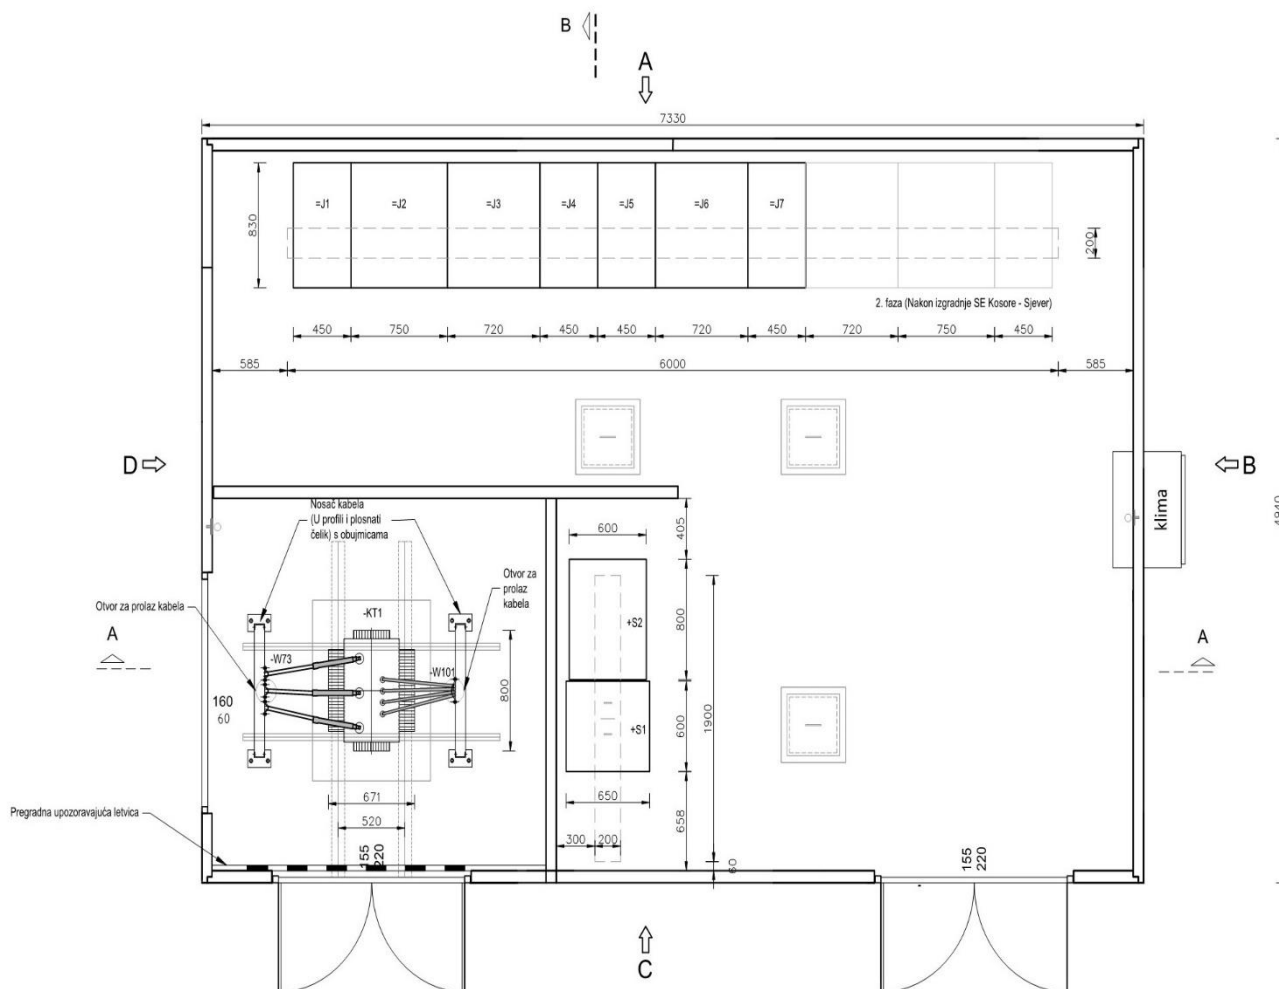 B
A
7330
=J1 =J2 =J3 =J4 =J5 =J6 =J7
830
200
2. faza (Nakon izgradnje SE Kosore - Sjever)
450 750 720 450 450 720 450 720 750 450
585 6000 585
D
B
klima
4940
Nosač kabela
(U profili i plosnati
čelik) s obujmicama
405
600
Otvor za
prolaz
kabela
Otvor za prolaz kabela
-KT1
A
A
+S2
800
-W73
-W101
800
160
60
1900
600
+S1
671
650
520
658
Pregradna upozoravajuća letvica
300 200
155
220
60
155
220
C